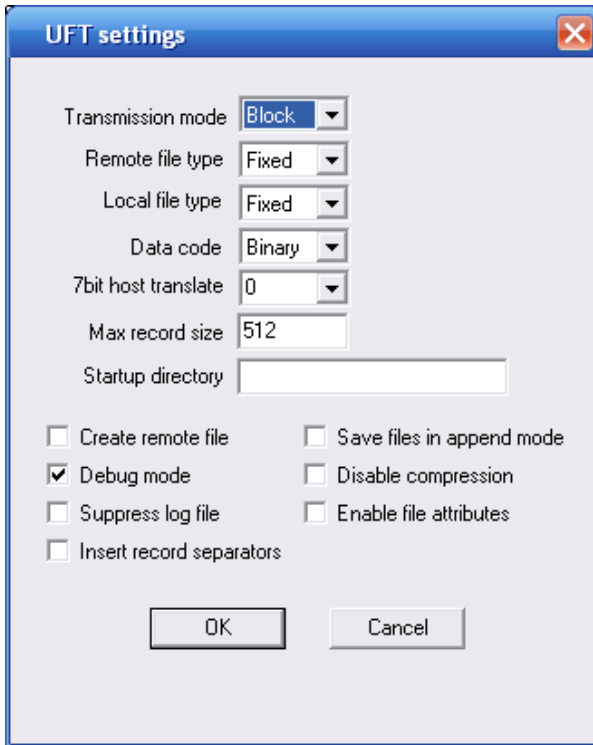 UFT settings
Transmission mode Block
Remote file type Fixed
Local file type Fixed
Data code Binary
7bit host translate 0
Max record size 512
Startup directory
Create remote file Save files in append mode
Debug mode Disable compression
Suppress log file Enable file attributes
Insert record separators
OK Cancel